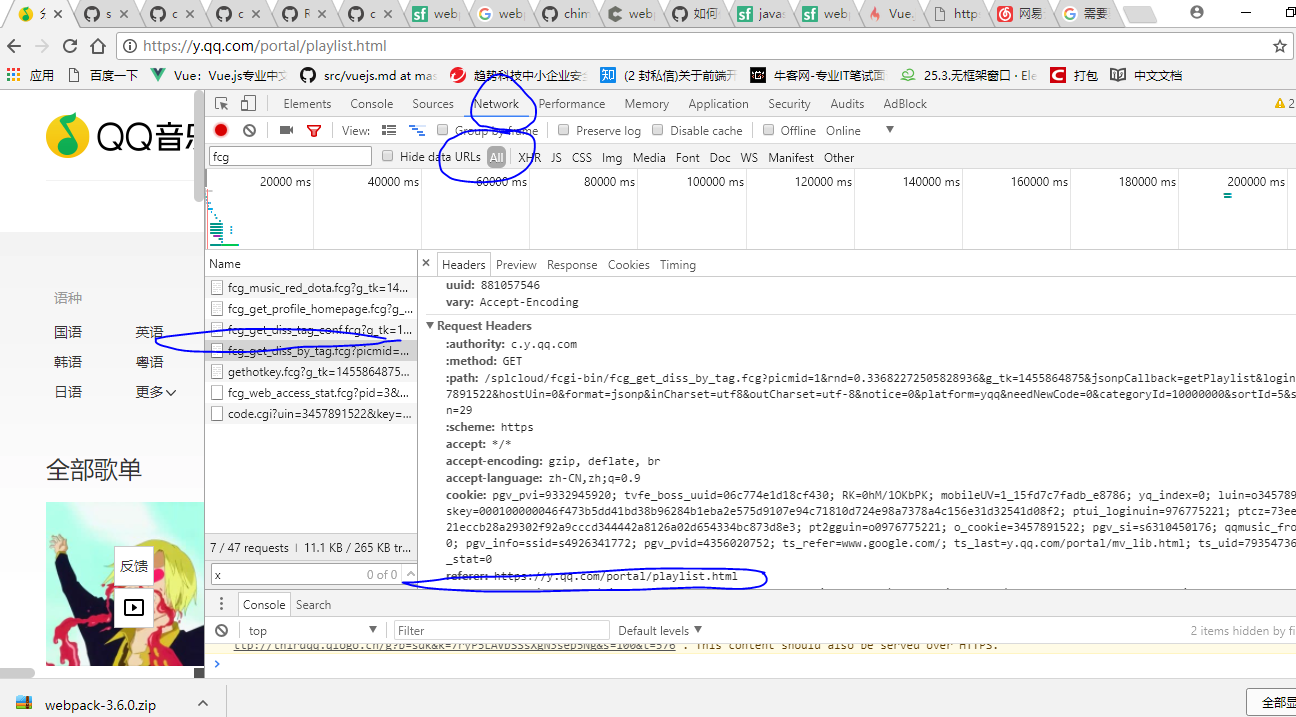 s
c
c
c
R
c
webp
webp
chim
web
如何
javas
webp
Vue.
http
网易
需要
https://y.qq.com/portal/playlist.html
应用
百度一下
Vue: Vue.js专业中文
src/vuejs.md at mas
趋势科技中小企业安全
(2 封私信)关于前端开
牛客网-专业IT笔试面
25.3.无框架窗口 · Ele
打包
中文文档
Elements Console Sources Network Performance Memory Application Security Audits AdBlock 2
View: Group by frame Preserve log Disable cache Offline Online
fcg Hide data URLs All XHR JS CSS Img Media Font Doc WS Manifest Other
20000 ms 40000 ms 60000 ms 80000 ms 100000 ms 120000 ms 140000 ms 160000 ms 180000 ms 200000 ms
QQ音乐
语种
国语 英语
韩语 粤语
日语 更多
全部歌单
反馈
Name
fcg_music_red_dota.fcg?g_tk=14...
fcg_get_profile_homepage.fcg?g_...
fcg_get_diss_tag_conf.fcg?g_tk=1...
fcg_get_diss_by_tag.fcg?picmid=...
gethotkey.fcg?g_tk=1455864875...
fcg_web_access_stat.fcg?pid=3&...
code.cgi?uin=3457891522&key=...
7 / 47 requests | 11.1 KB / 265 KB tr...
x 0 of 0
Headers Preview Response Cookies Timing
uuid: 881057546
vary: Accept-Encoding
Request Headers
:authority: c.y.qq.com
:method: GET
:path: /splcloud/fcgi-bin/fcg_get_diss_by_tag.fcg?picmid=1&rnd=0.33682272505828936&g_tk=1455864875&jsonpCallback=getPlaylist&login
7891522&hostUin=0&format=jsonp&inCharset=utf8&outCharset=utf-8&notice=0&platform=yqq&needNewCode=0&categoryId=10000000&sortId=5&s
n=29
:scheme: https
accept: */*
accept-encoding: gzip, deflate, br
accept-language: zh-CN,zh;q=0.9
cookie: pgv_pvi=9332945920; tvfe_boss_uuid=06c774e1d18cf430; RK=0hM/1OKbPK; mobileUV=1_15fd7c7fadb_e8786; yq_index=0; luin=o345789
skey=000100000046f473b5dd41bd38b96284b1eba2e575d9107e94c71810d724e98a7378a4c156e31d32541d08f2; ptui_loginuin=976775221; ptcz=73ee
21eccb28a29302f92a9cccd344442a8126a02d654334bc873d8e3; pt2gguin=o0976775221; o_cookie=3457891522; pgv_si=s6310450176; qqmusic_fro
0; pgv_info=ssid=s4926341772; pgv_pvid=4356020752; ts_refer=www.google.com/; ts_last=y.qq.com/portal/mv_lib.html; ts_uid=79354736
_stat=0
referer: https://y.qq.com/portal/playlist.html
Console Search
top Filter Default levels 2 items hidden by fi
ttp://thirdqq.qlogo.cn/g?b=sdk&k=7ryP5LAVbSSsXgN3sep5Ng&s=100&t=576 . This content should also be served over HTTPS.
webpack-3.6.0.zip
全部显